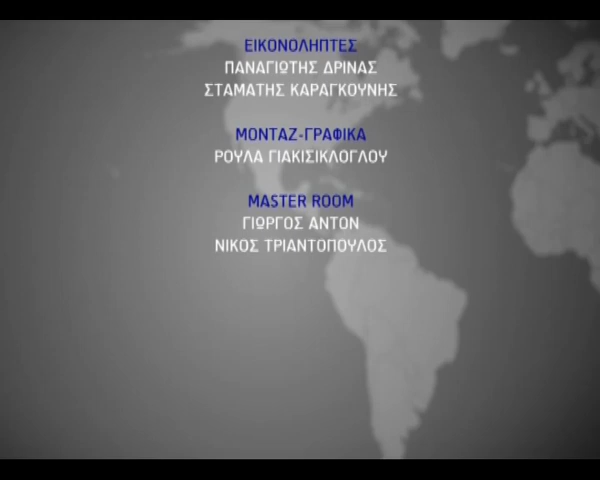 ΕΙΚΟΝΟΛΗΠΤΕΣ
ΠΑΝΑΓΙΩΤΗΣ ΔΡΙΝΑΣ
ΣΤΑΜΑΤΗΣ ΚΑΡΑΓΚΟΥΝΗΣ
ΜΟΝΤΑΖ-ΓΡΑΦΙΚΑ
ΡΟΥΛΑ ΓΙΑΚΙΣΙΚΛΟΓΛΟΥ
MASTER ROOM
ΓΙΩΡΓΟΣ ΑΝΤΟΝ
ΝΙΚΟΣ ΤΡΙΑΝΤΟΠΟΥΛΟΣ